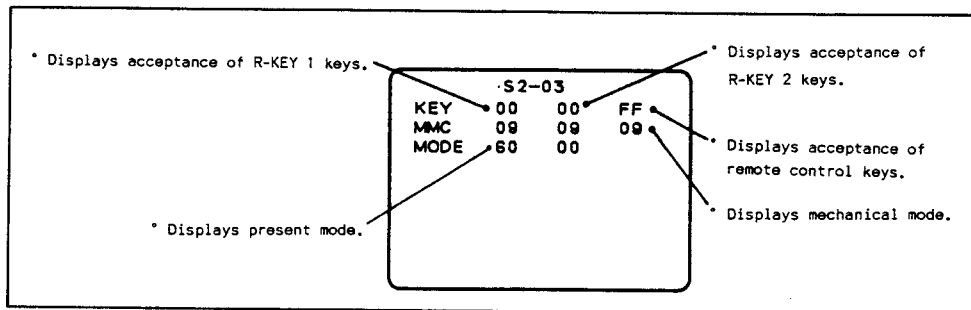 ° Displays acceptance of R-KEY 1 keys.
° Displays acceptance of
R-KEY 2 keys.
S2-03
KEY 00 00 FF
MMC 09 09 09
MODE 60 00
° Displays acceptance of
remote control keys.
° Displays mechanical mode.
° Displays present mode.